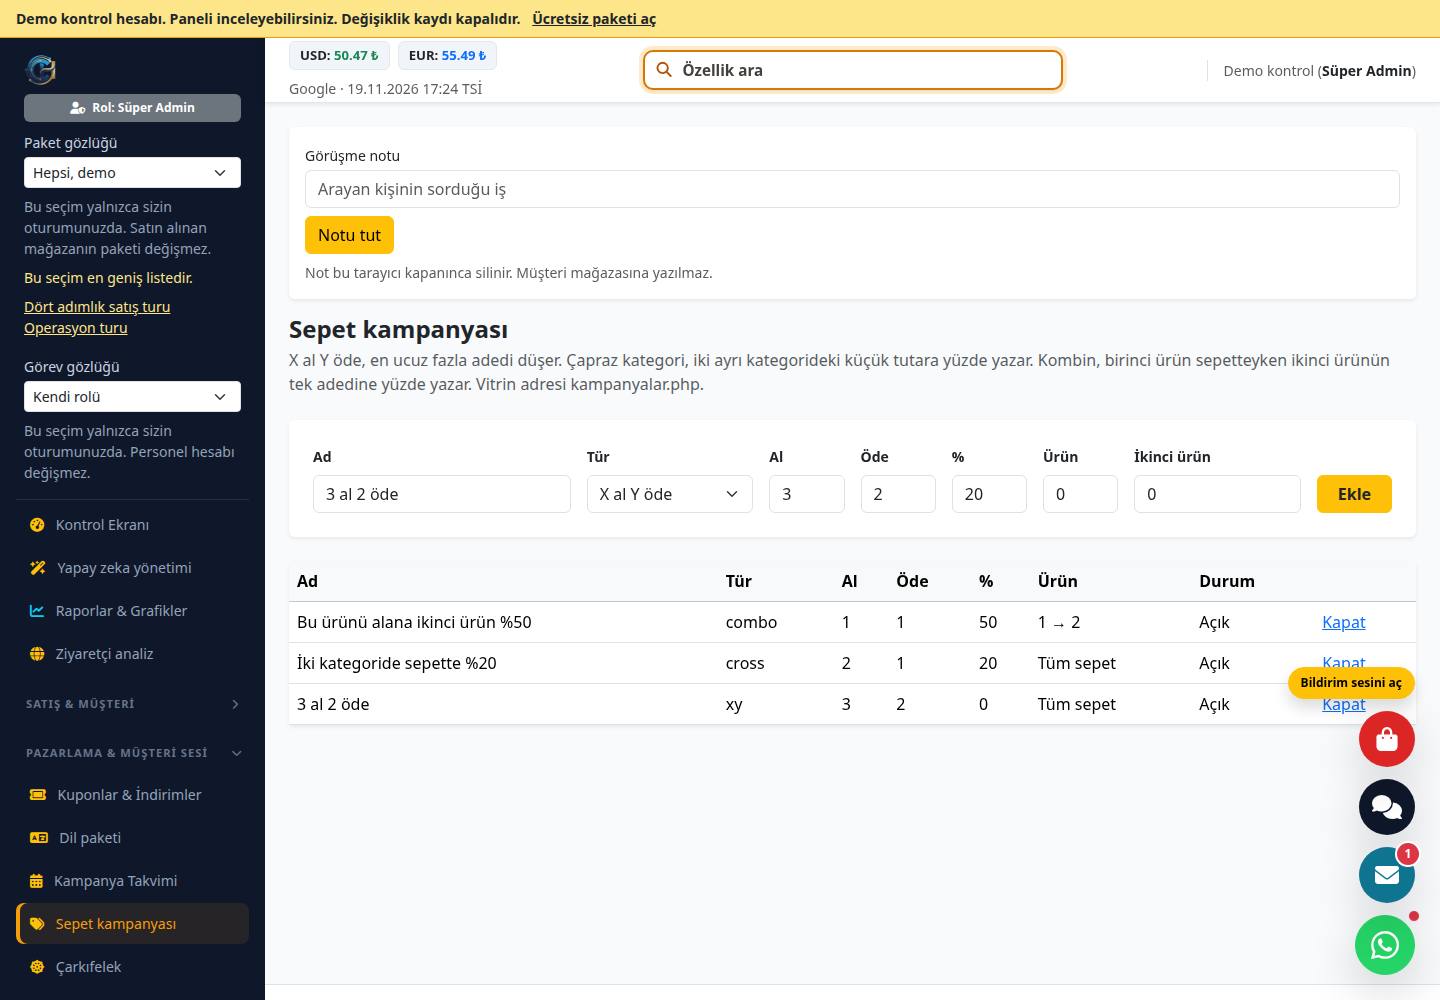 Demo kontrol hesabı. Paneli inceleyebilirsiniz. Değişiklik kaydı kapalıdır. Ücretsiz paketi aç
Rol: Süper Admin
Paket gözlüğü
Hepsi, demo
Bu seçim yalnızca sizin
oturumunuzda. Satın alınan
mağazanın paketi değişmez.
Bu seçim en geniş listedir.
Dört adımlık satış turu
Operasyon turu
Görev gözlüğü
Kendi rolü
Bu seçim yalnızca sizin
oturumunuzda. Personel hesabı
değişmez.
Kontrol Ekranı
Yapay zeka yönetimi
Raporlar & Grafikler
Ziyaretçi analiz
SATIŞ & MÜŞTERİ
PAZARLAMA & MÜŞTERİ SESİ
Kuponlar & İndirimler
Dil paketi
Kampanya Takvimi
Sepet kampanyası
Çarkıfelek
USD: 50.47 ₺ EUR: 55.49 ₺
Google · 19.11.2026 17:24 TSİ
Özellik ara
Demo kontrol (Süper Admin)
Görüşme notu
Arayan kişinin sorduğu iş
Notu tut
Not bu tarayıcı kapanınca silinir. Müşteri mağazasına yazılmaz.
Sepet kampanyası
X al Y öde, en ucuz fazla adedi düşer. Çapraz kategori, iki ayrı kategorideki küçük tutara yüzde yazar. Kombin, birinci ürün sepetteyken ikinci ürünün
tek adedine yüzde yazar. Vitrin adresi kampanyalar.php.
Ad Tür Al Öde % Ürün İkinci ürün
3 al 2 öde X al Y öde 3 2 20 0 0 Ekle
Ad Tür Al Öde % Ürün Durum
Bu ürünü alana ikinci ürün %50 combo 1 1 50 1 → 2 Açık Kapat
İki kategoride sepette %20 cross 2 1 20 Tüm sepet Açık Kapat
Bildirim sesini aç
3 al 2 öde xy 3 2 0 Tüm sepet Açık Kapat
1